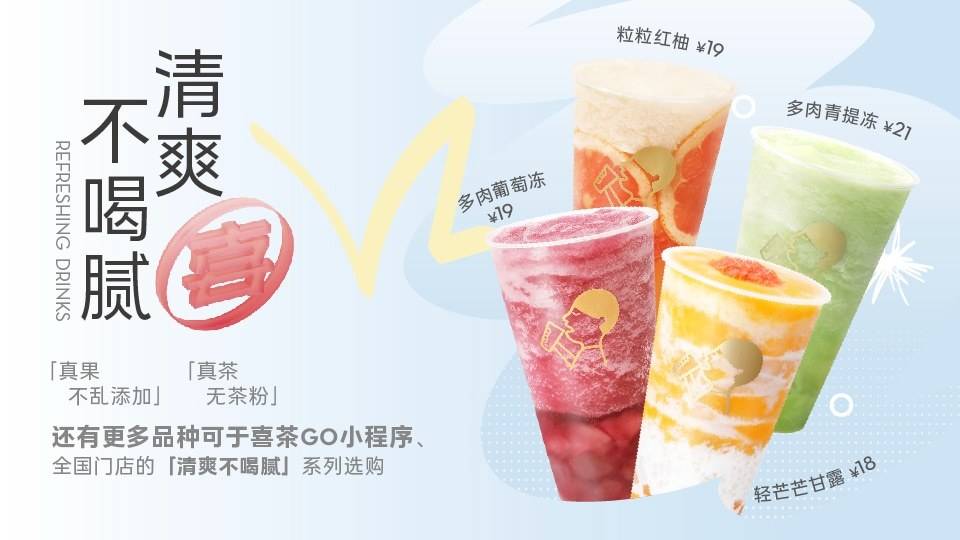 清爽
不喝腻
REFRESHING DRINKS
喜
「真果
不乱添加」
「真茶
无茶粉」
还有更多品种可于喜茶GO小程序、
全国门店的「清爽不喝腻」系列选购
粒粒红柚 ¥19
多肉青提冻 ¥21
多肉葡萄冻
¥19
轻芒芒甘露 ¥18